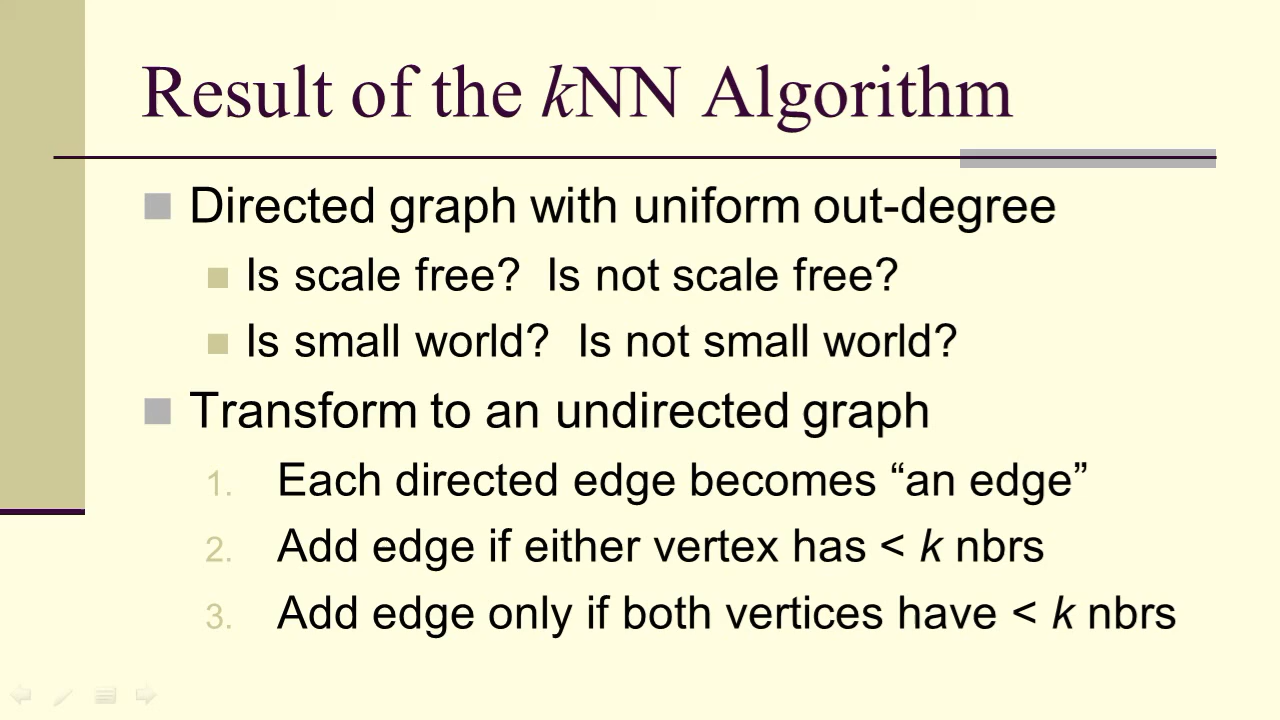 Result of the kNN Algorithm
Directed graph with uniform out-degree
Is scale free? Is not scale free?
Is small world? Is not small world?
Transform to an undirected graph
1. Each directed edge becomes “an edge”
2. Add edge if either vertex has < k nbrs
3. Add edge only if both vertices have < k nbrs